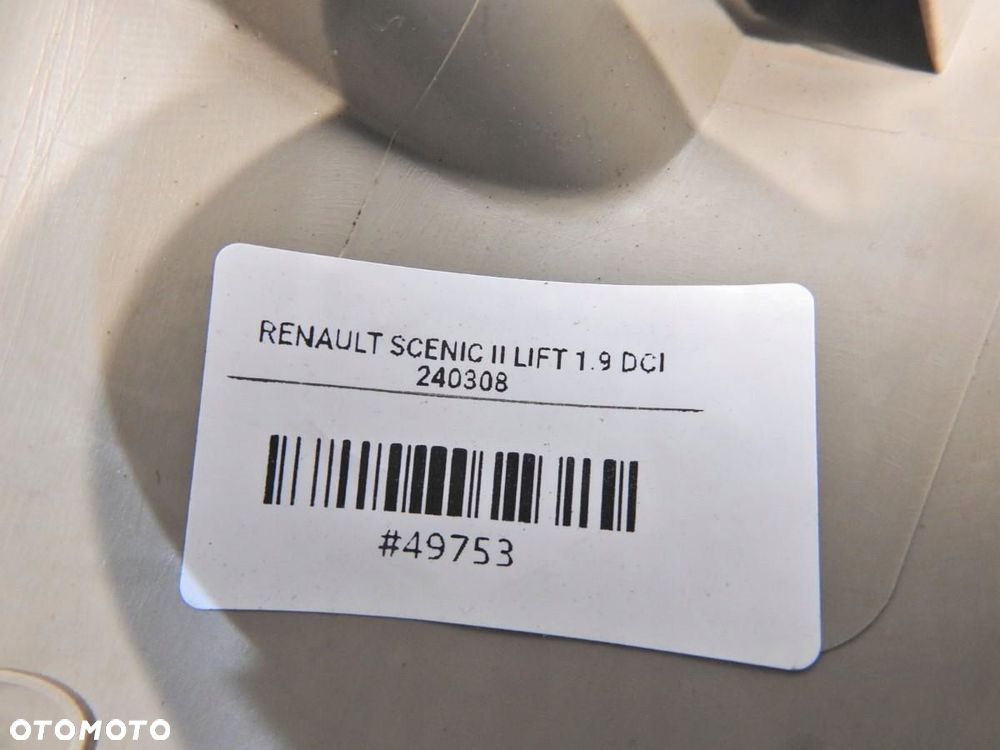 RENAULT SCENIC II LIFT 1.9 DCI
240308
#49753
OTOMOTO